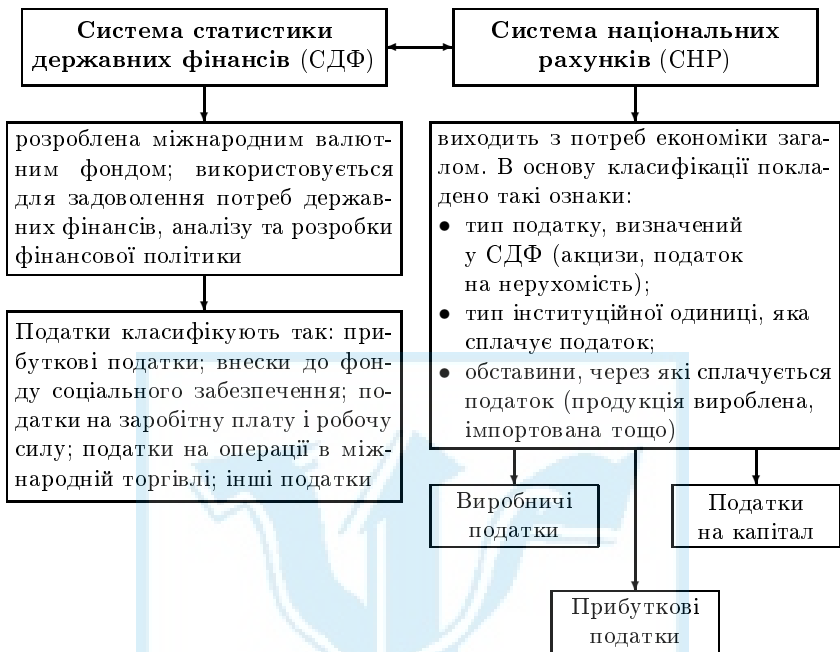 Система статистики
державних фінансів (СДФ)
Система національних
рахунків (СНР)
розроблена міжнародним валют-
ним фондом; використовується
для задоволення потреб держав-
них фінансів, аналізу та розробки
фінансової політики
Податки класифікують так: при-
буткові податки; внески до фон-
ду соціального забезпечення; по-
датки на заробітну плату і робочу
силу; податки на операції в між-
народній торгівлі; інші податки
виходить з потреб економіки зага-
лом. В основу класифікації покла-
дено такі ознаки:
• тип податку, визначений
у СДФ (акцизи, податок
на нерухомість);
• тип інституційної одиниці, яка
сплачує податок;
• обставини, через які сплачується
податок (продукція вироблена,
імпортована тощо)
Виробничі
податки
Податки
на капітал
Прибуткові
податки